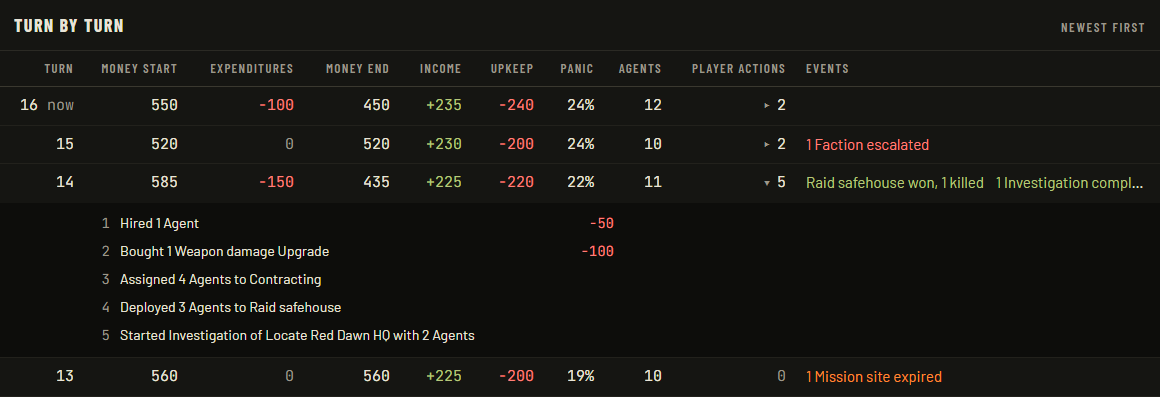 TURN BY TURN NEWEST FIRST
TURN MONEY START EXPENDITURES MONEY END INCOME UPKEEP PANIC AGENTS PLAYER ACTIONS EVENTS
16 now 550 -100 450 +235 -240 24% 12 ▸ 2
15 520 0 520 +230 -200 24% 10 ▸ 2 1 Faction escalated
14 585 -150 435 +225 -220 22% 11 ▾ 5 Raid safehouse won, 1 killed 1 Investigation compl...
1 Hired 1 Agent -50
2 Bought 1 Weapon damage Upgrade -100
3 Assigned 4 Agents to Contracting
4 Deployed 3 Agents to Raid safehouse
5 Started Investigation of Locate Red Dawn HQ with 2 Agents
13 560 0 560 +225 -200 19% 10 0 1 Mission site expired